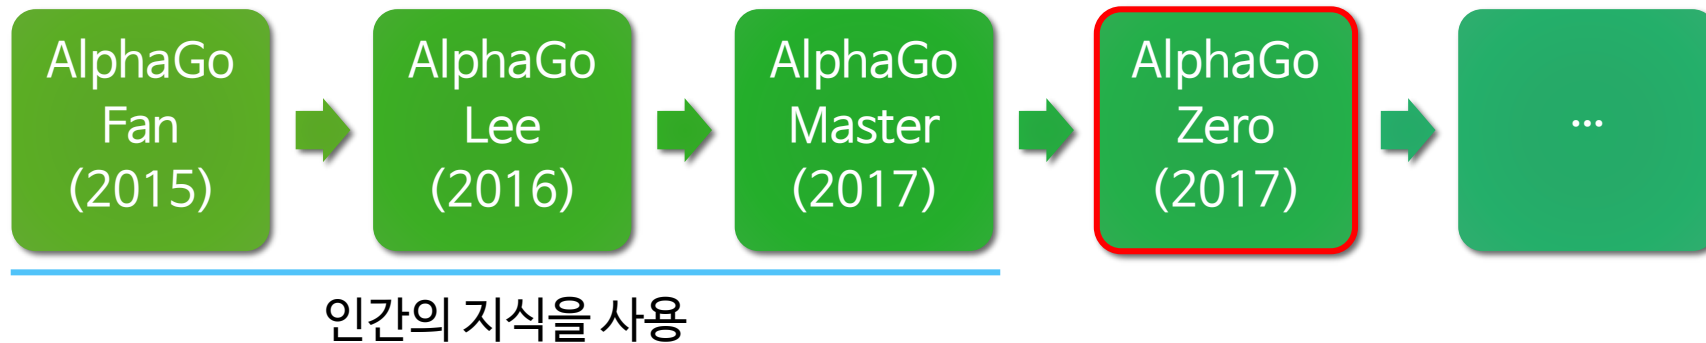 AlphaGo
Fan
(2015)
AlphaGo
Lee
(2016)
AlphaGo
Master
(2017)
AlphaGo
Zero
(2017)
...
인간의 지식을 사용